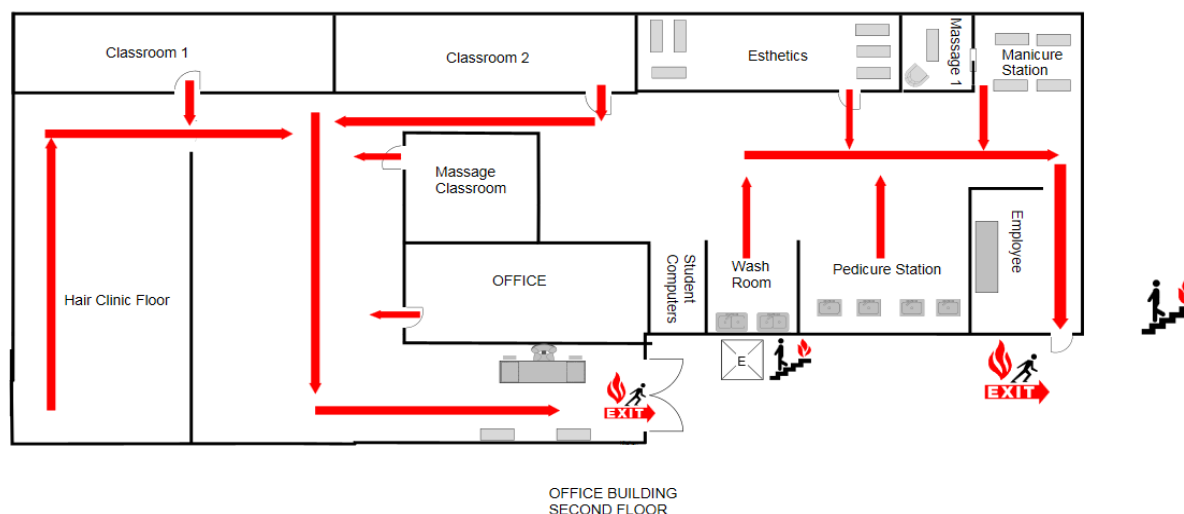 Classroom 1
Classroom 2
Esthetics
Massage 1
Manicure
Station
Massage
Classroom
Hair Clinic Floor
OFFICE
Student
Computers
Wash
Room
Pedicure Station
Employee
E
EXIT
EXIT
OFFICE BUILDING
SECOND FLOOR